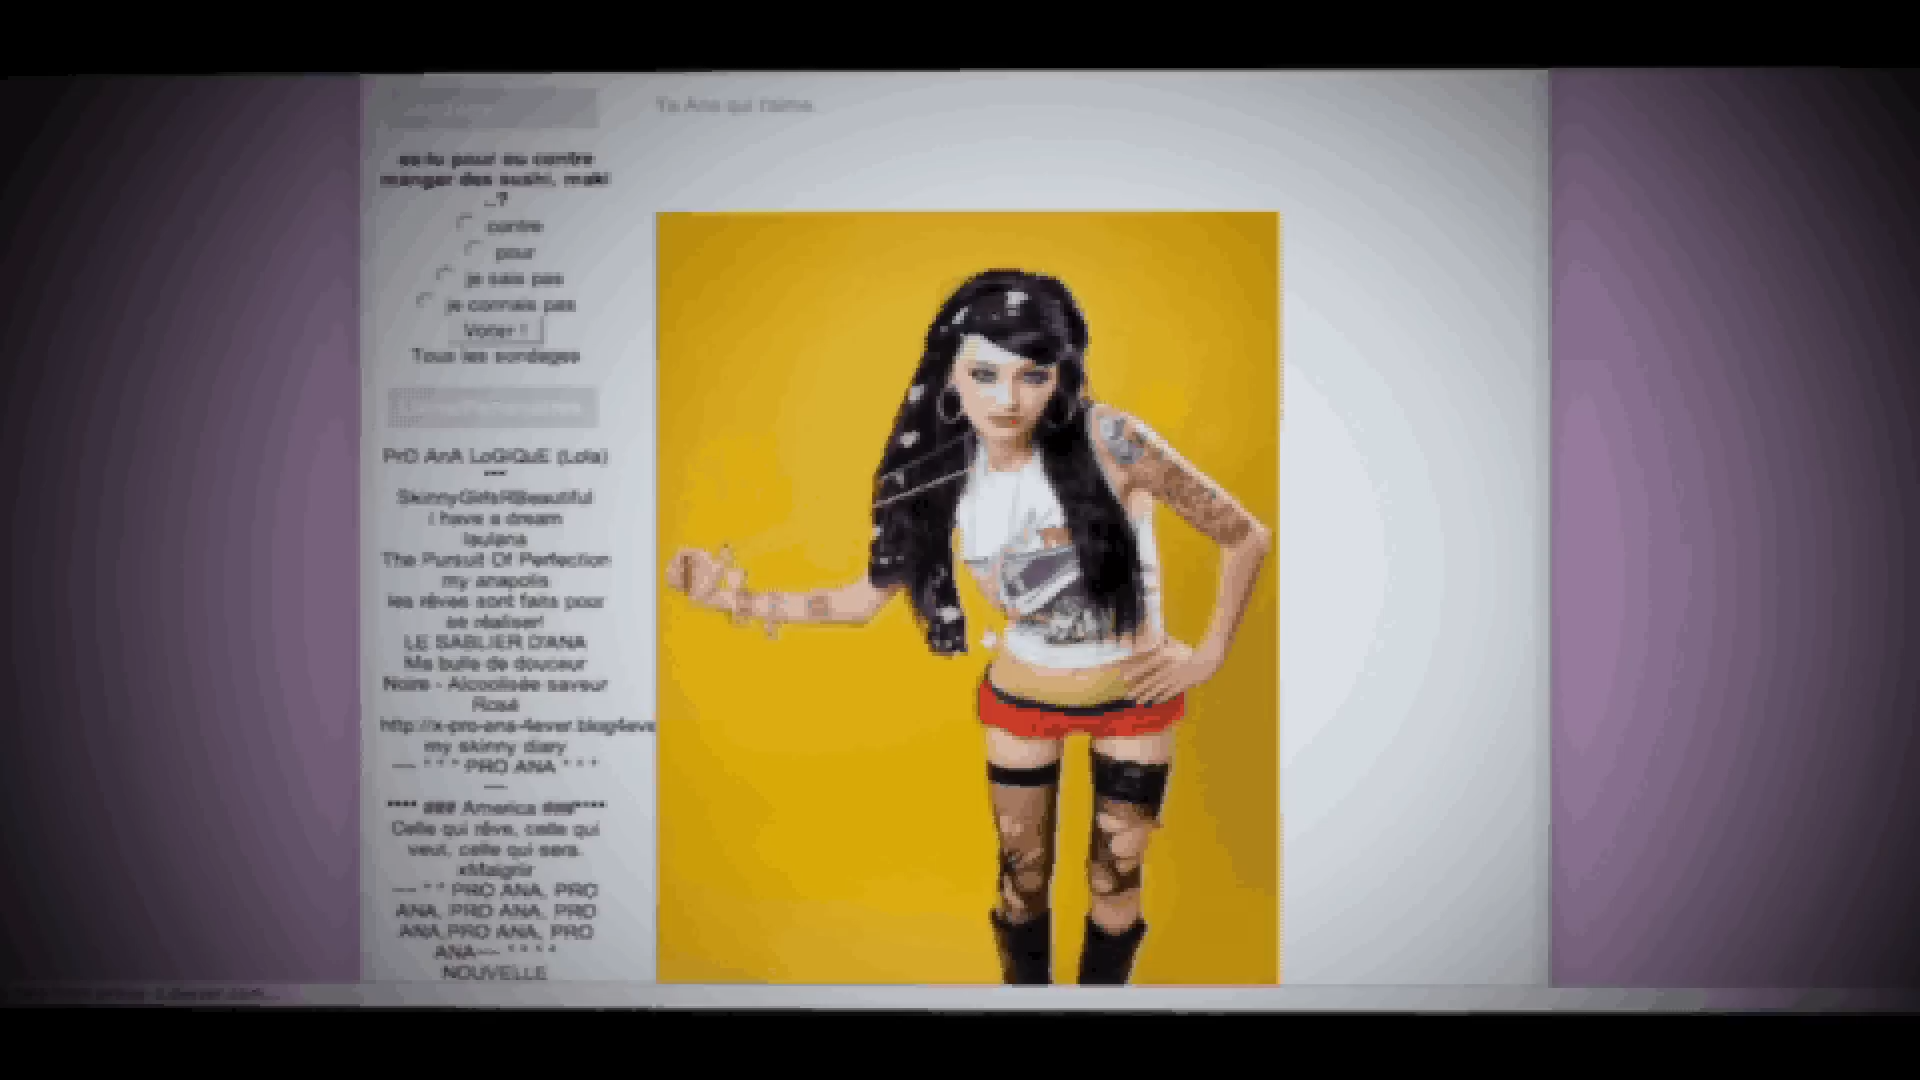 Ta Ana qui t'aime.
es-tu pour ou contre
manger des sushi, maki
...?
contre
pour
je sais pas
je connais pas
Voter !
Tous les sondages
PrO AnA LoGiQuE (Lola)
***
SkinnyGirlsRBeautiful
I have a dream
laulana
The Pursuit Of Perfection
my anapolis
les rêves sont faits pour
se réaliser!
LE SABLIER D'ANA
Ma bulle de douceur
Noire - Alcoolisée saveur
Rosé
http://x-pro-ana-4ever.blog4eve
my skinny diary
--- * * * PRO ANA * * *
---
**** ### America ###****
Celle qui rêve, celle qui
veut, celle qui sera.
xMaigrir
--- * * PRO ANA, PRO
ANA, PRO ANA, PRO
ANA,PRO ANA, PRO
ANA--- * * * *
NOUVELLE